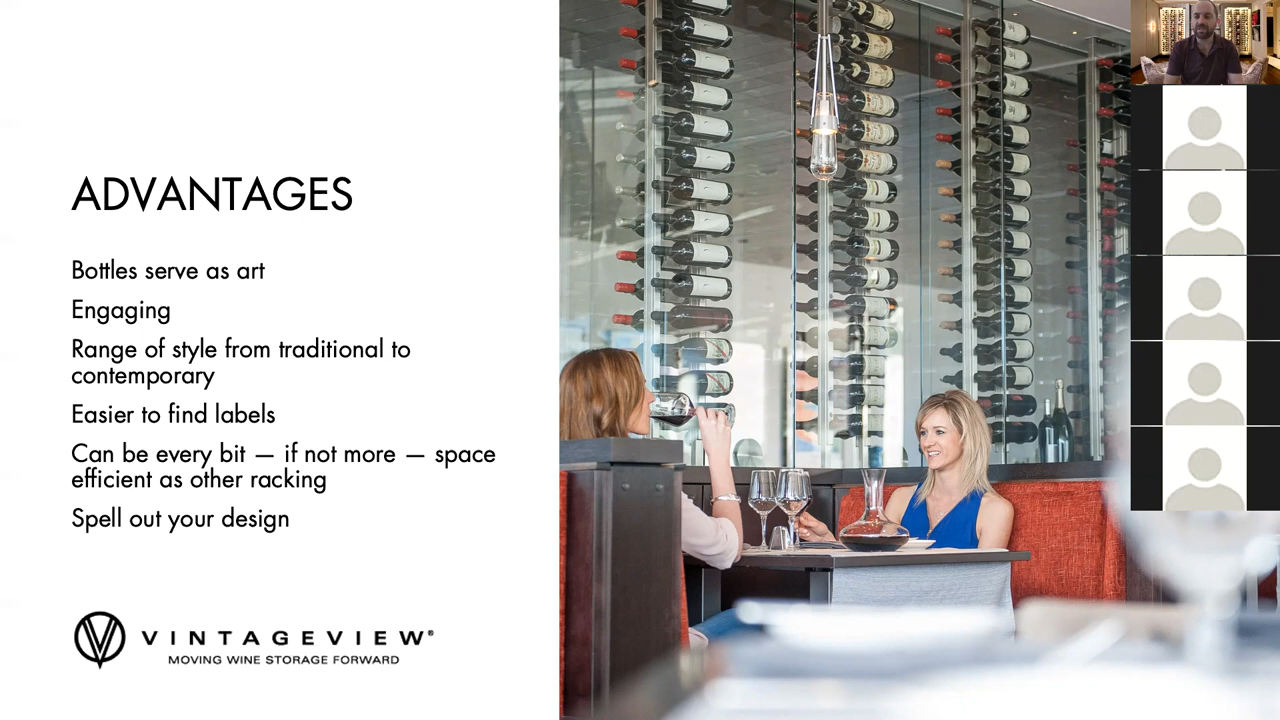 ADVANTAGES
Bottles serve as art
Engaging
Range of style from traditional to
contemporary
Easier to find labels
Can be every bit — if not more — space
efficient as other racking
Spell out your design
VINTAGEVIEW®
MOVING WINE STORAGE FORWARD